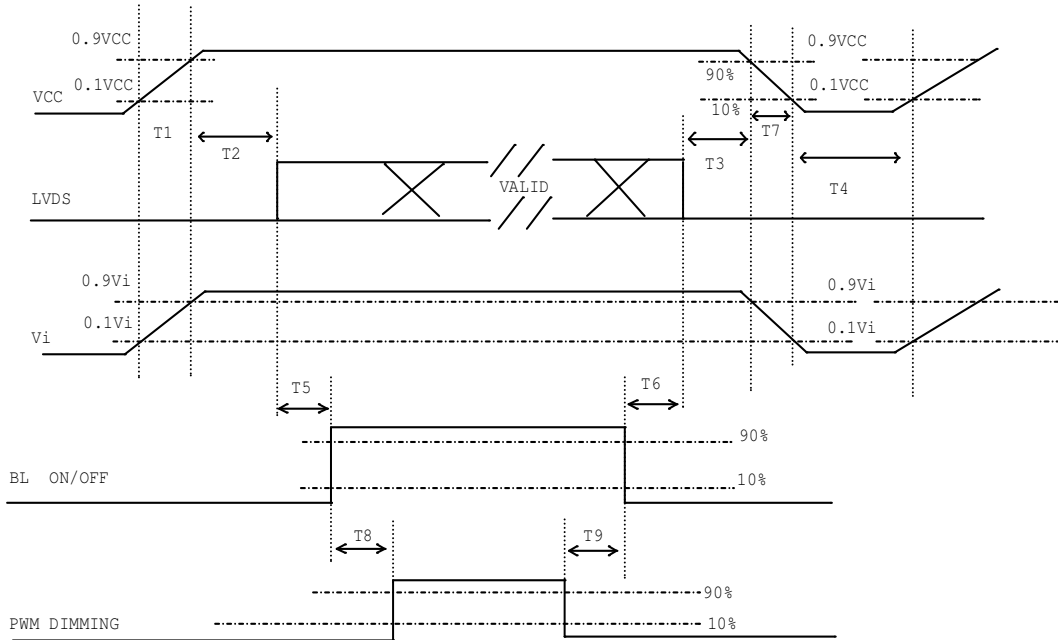 0.9VCC
0.9VCC
90%
0.1VCC
0.1VCC
VCC
10%
T1
T7
T2
T3
T4
VALID
LVDS
0.9Vi
0.9Vi
0.1Vi
0.1Vi
Vi
T5
T6
90%
BL ON/OFF
10%
T8
T9
90%
PWM DIMMING
10%